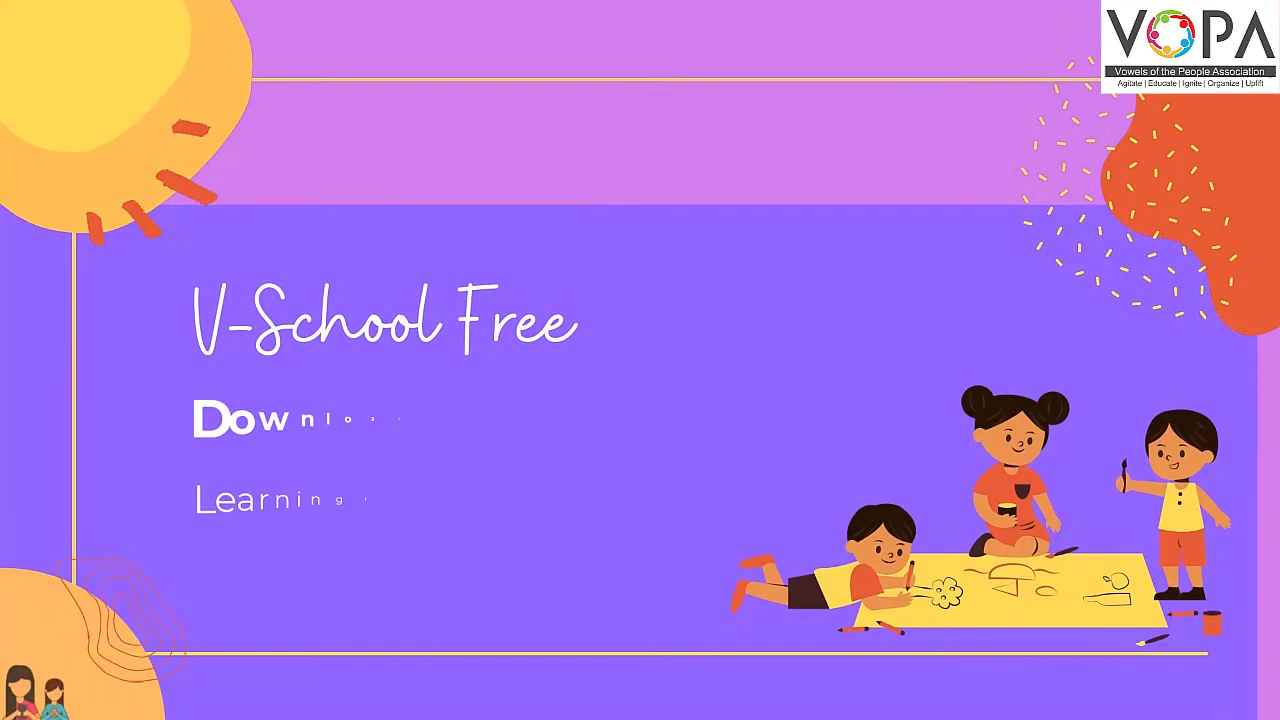 VOPA
Vowels of the People Association
Agitate | Educate | Ignite | Organize | Uplift
V-School Free
Learning